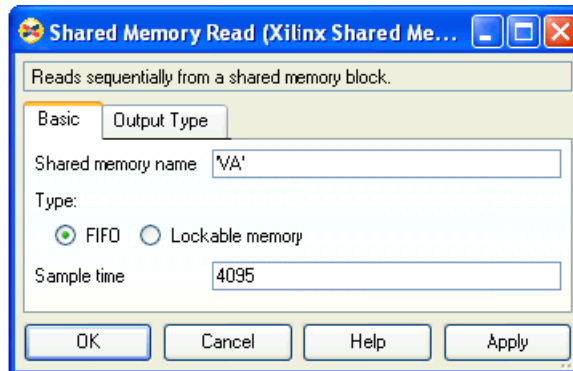 Shared Memory Read (Xilinx Shared Me...
Reads sequentially from a shared memory block.
Basic Output Type
Shared memory name 'VA'
Type:
FIFO Lockable memory
Sample time 4095
OK Cancel Help Apply